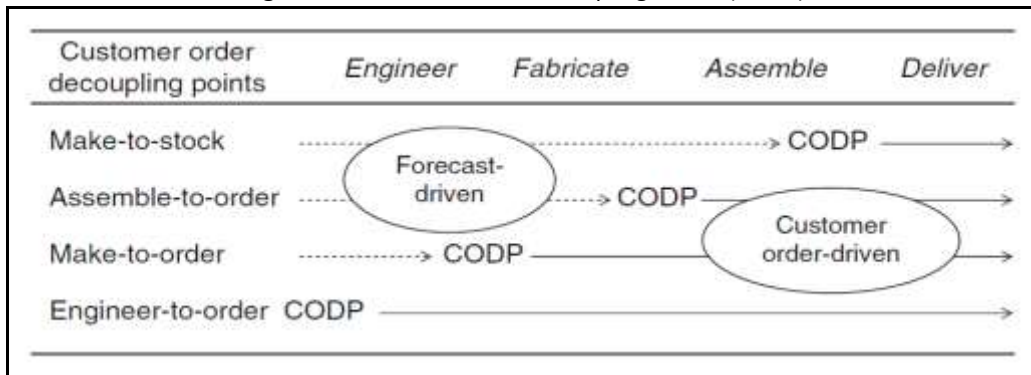 Customer order
decoupling points
Engineer Fabricate Assemble Deliver
Make-to-stock CODP
Forecast-
driven
Assemble-to-order CODP
Customer
order-driven
Make-to-order CODP
Engineer-to-order CODP